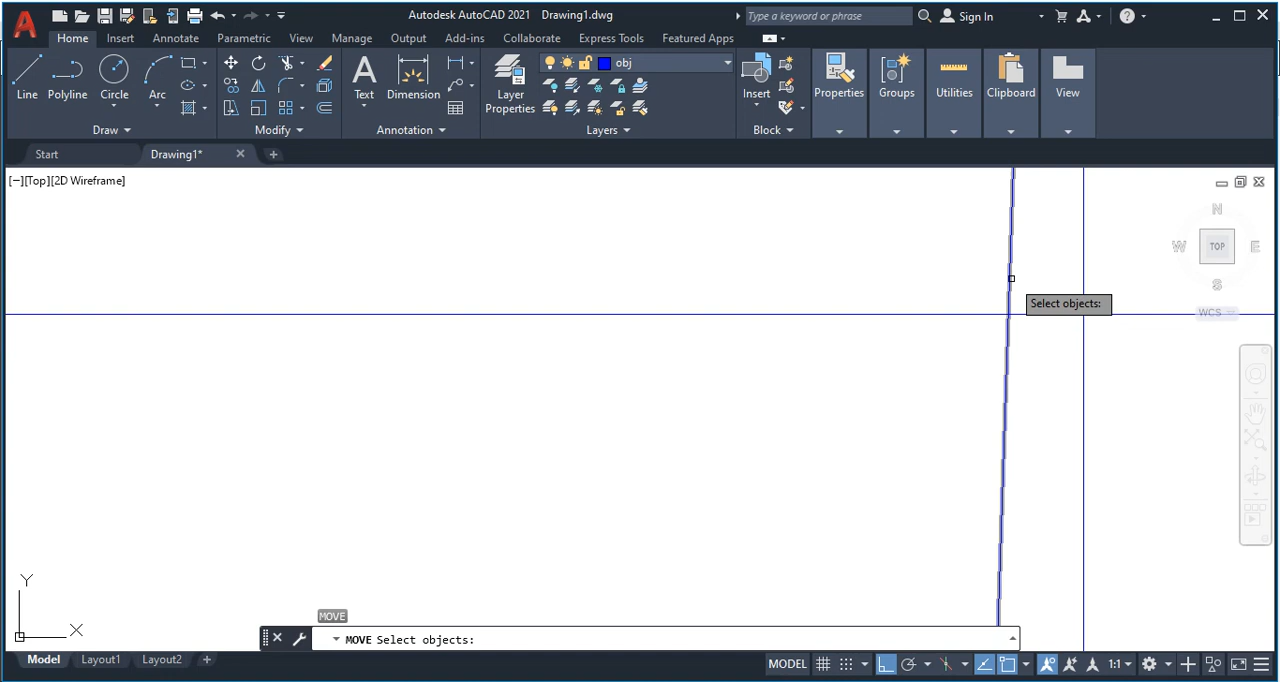 Autodesk AutoCAD 2021 Drawing1.dwg
Type a keyword or phrase
Sign In
Home Insert Annotate Parametric View Manage Output Add-ins Collaborate Express Tools Featured Apps
obj
Line Polyline Circle Arc
Text Dimension
Layer Properties
Insert
Properties Groups Utilities Clipboard View
Draw Modify Annotation Layers Block
Start Drawing1*
[−][Top][2D Wireframe]
N
W TOP E
S
WCS
Select objects:
Y
X
MOVE
MOVE Select objects:
Model Layout1 Layout2 +
MODEL 1:1